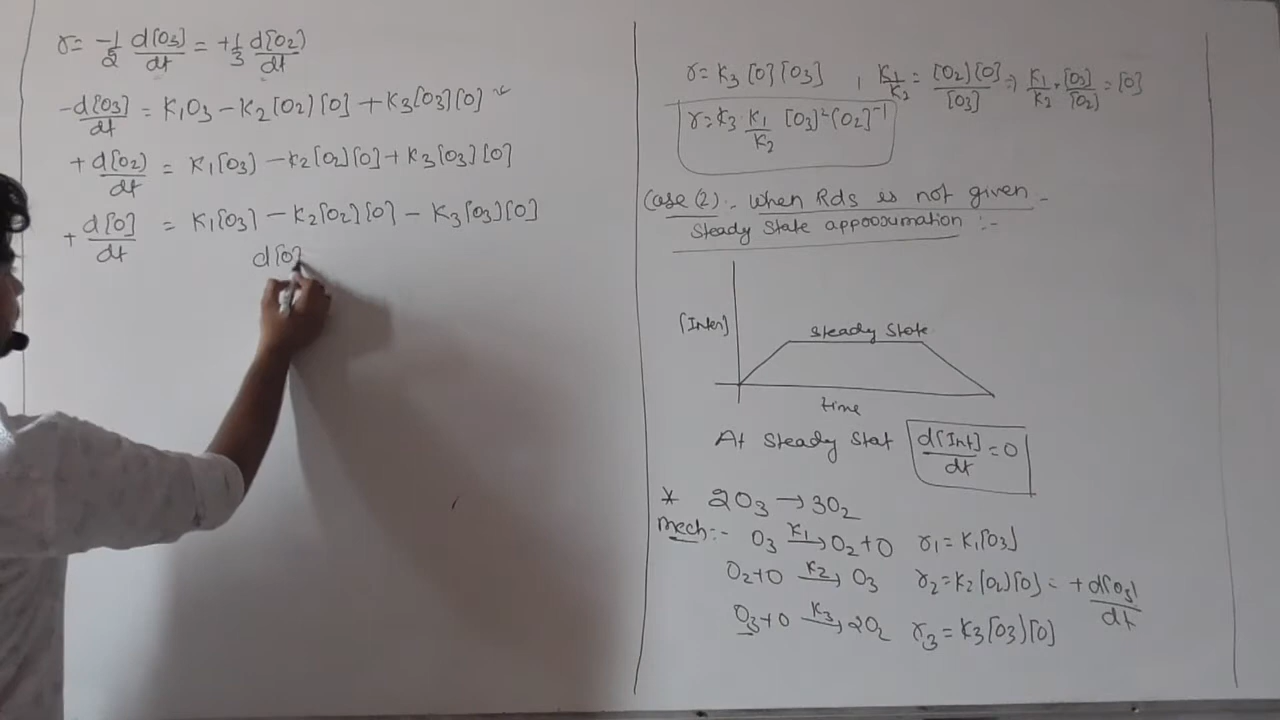 r = -1/2 d[O3]/dt = +1/3 d[O2]/dt
-d[O3]/dt = K1O3 - K2[O2][O] + K3[O3][O]
+d[O2]/dt = K1[O3] - K2[O2][O] + K3[O3][O]
+d[O]/dt = K1[O3] - K2[O2][O] - K3[O3][O]
d[O]
r = K3[O][O3] , K1/K2 = [O2][O]/[O3] ⇒ K1/K2 · [O3]/[O2] = [O]
r = K3 · K1/K2 [O3]²[O2]⁻¹
Case (2) :- when Rds is not given -
Steady State approxumation :-
[Inter]
Steady State
time
At Steady Stat d[Int]/dt = 0
* 2O3 → 3O2
Mech :- O3 –K1→ O2+O r1 = K1[O3]
O2+O –K2→ O3 r2 = K2[O2][O] = +d[O3]/dt
O3+O –K3→ 2O2 r3 = K3[O3][O]